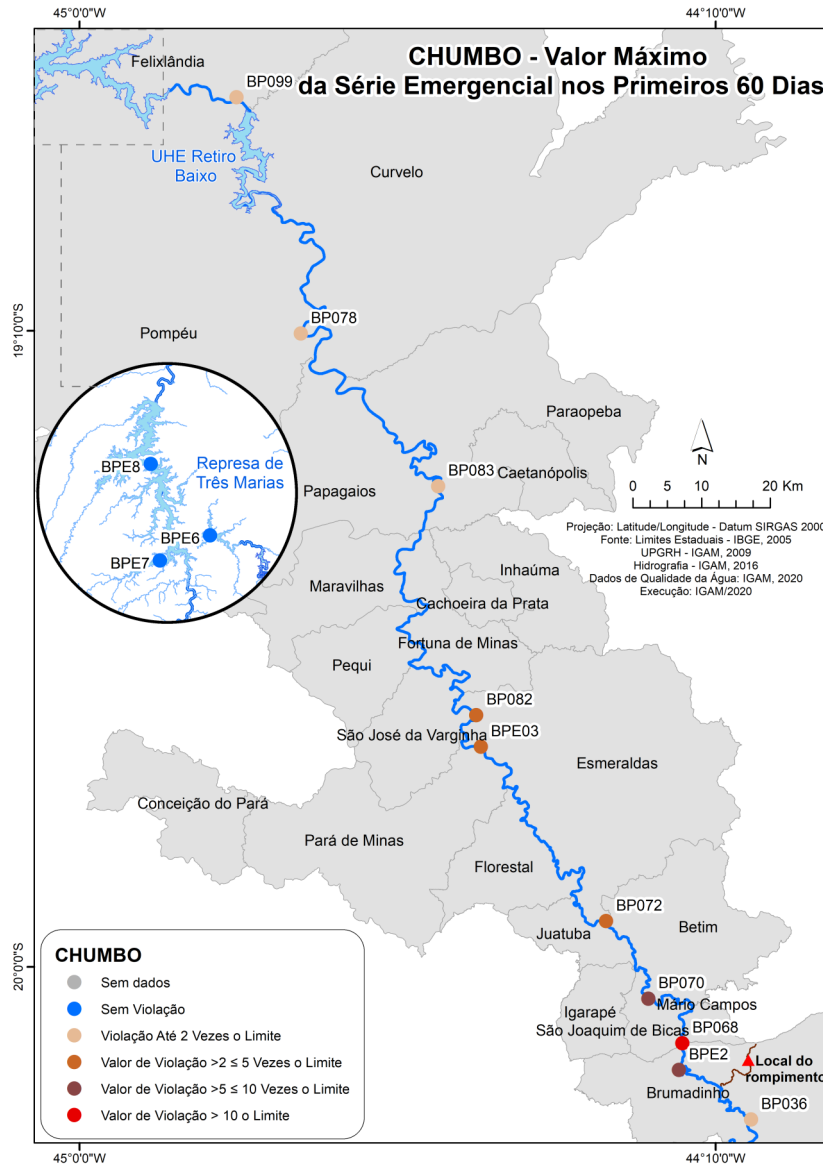 45°0'0"W
44°10'0"W
CHUMBO - Valor Máximo
da Série Emergencial nos Primeiros 60 Dias
Felixlândia
BP099
UHE Retiro
Baixo
Curvelo
19°10'0"S
BP078
Pompéu
Paraopeba
BP083
Caetanópolis
Papagaios
BPE8
Represa de
Três Marias
BPE6
BPE7
N
0 5 10 20 Km
Projeção: Latitude/Longitude - Datum SIRGAS 2000
Fonte: Limites Estaduais - IBGE, 2005
UPGRH - IGAM, 2009
Hidrografia - IGAM, 2016
Dados de Qualidade da Água: IGAM, 2020
Execução: IGAM/2020
Inhaúma
Maravilhas
Cachoeira da Prata
Fortuna de Minas
Pequi
BP082
São José da Varginha
BPE03
Esmeraldas
Conceição do Pará
Pará de Minas
Florestal
BP072
Juatuba
Betim
20°0'0"S
BP070
Igarapé
Mário Campos
São Joaquim de Bicas
BP068
BPE2
Local do
rompimento
Brumadinho
BP036
CHUMBO
Sem dados
Sem Violação
Violação Até 2 Vezes o Limite
Valor de Violação >2 ≤ 5 Vezes o Limite
Valor de Violação >5 ≤ 10 Vezes o Limite
Valor de Violação > 10 o Limite
45°0'0"W
44°10'0"W